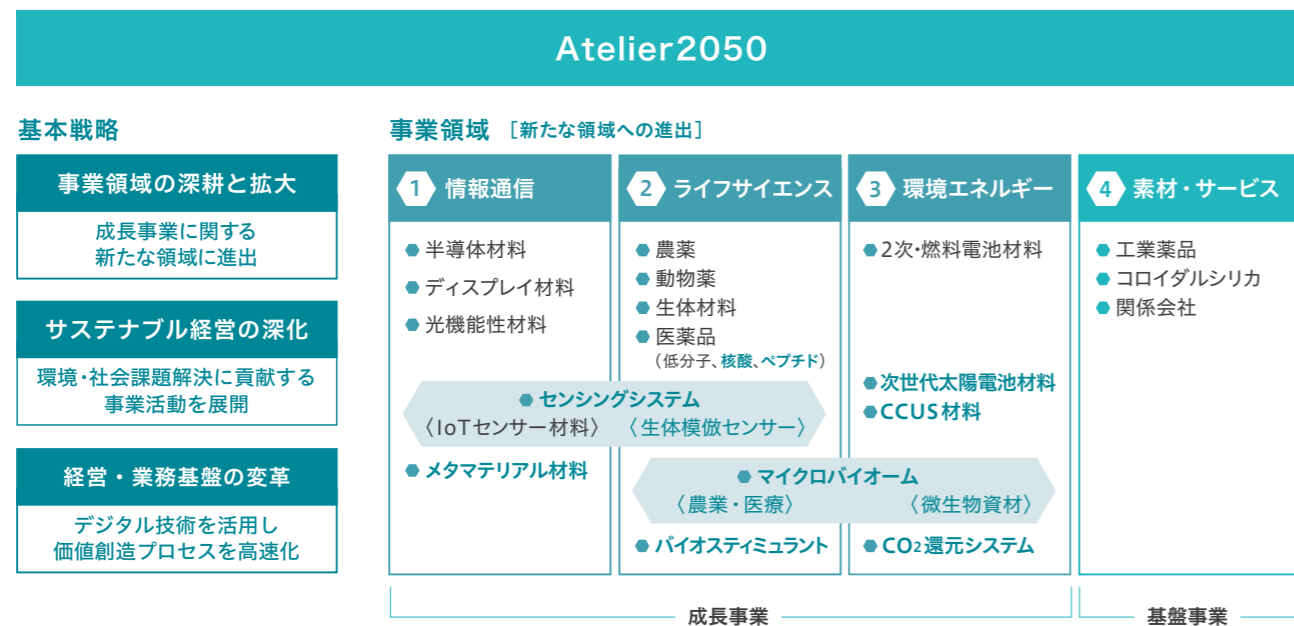 Atelier2050
基本戦略
事業領域の深耕と拡大
成長事業に関する
新たな領域に進出
サステナブル経営の深化
環境・社会課題解決に貢献する
事業活動を展開
経営・業務基盤の変革
デジタル技術を活用し
価値創造プロセスを高速化
事業領域 ［新たな領域への進出］
1 情報通信
半導体材料
ディスプレイ材料
光機能性材料
2 ライフサイエンス
農薬
動物薬
生体材料
医薬品
（低分子、核酸、ペプチド）
3 環境エネルギー
2次・燃料電池材料
次世代太陽電池材料
CCUS材料
センシングシステム
〈IoTセンサー材料〉 〈生体模倣センサー〉
メタマテリアル材料
マイクロバイオーム
〈農業・医療〉 〈微生物資材〉
バイオスティミュラント
CO2還元システム
4 素材・サービス
工業薬品
コロイダルシリカ
関係会社
成長事業
基盤事業